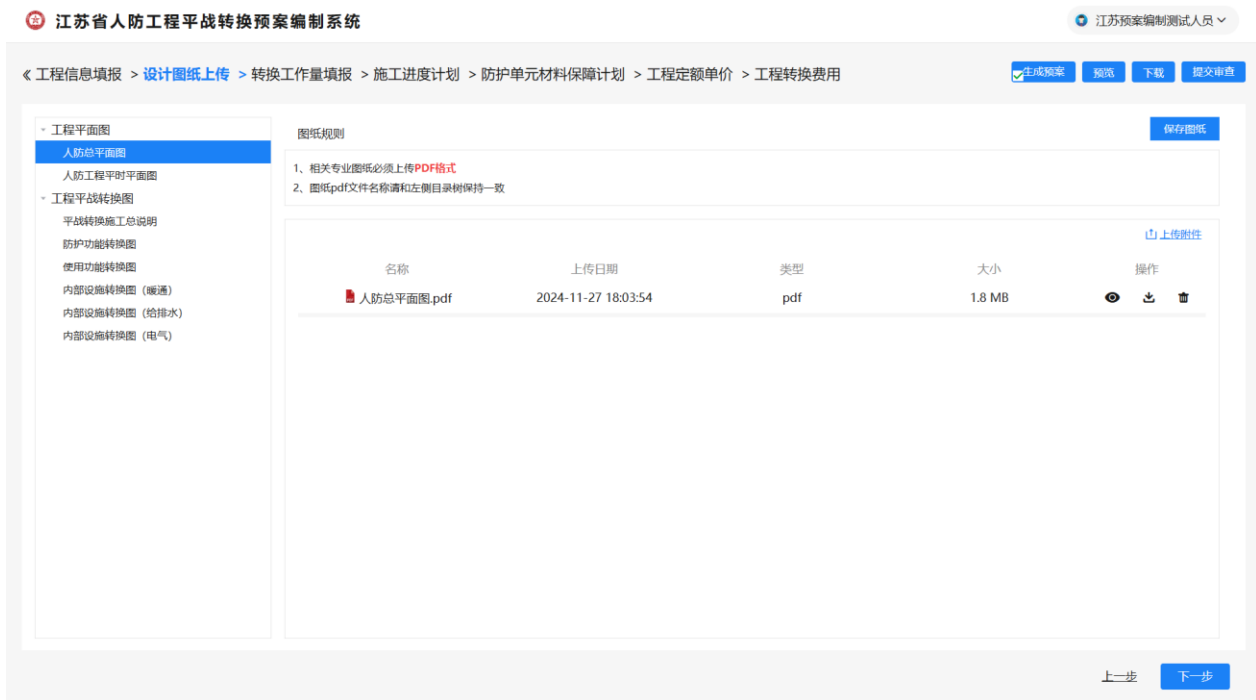 江苏省人防工程平战转换预案编制系统
江苏预案编制测试人员
《 工程信息填报 > 设计图纸上传 > 转换工作量填报 > 施工进度计划 > 防护单元材料保障计划 > 工程定额单价 > 工程转换费用
生成预案 预览 下载 提交审查
工程平面图
人防总平面图
人防工程平时平面图
工程平战转换图
平战转换施工总说明
防护功能转换图
使用功能转换图
内部设施转换图（暖通）
内部设施转换图（给排水）
内部设施转换图（电气）
图纸规则
保存图纸
1、相关专业图纸必须上传PDF格式
2、图纸pdf文件名称请和左侧目录树保持一致
上传附件
名称 上传日期 类型 大小 操作
人防总平面图.pdf 2024-11-27 18:03:54 pdf 1.8 MB
上一步 下一步